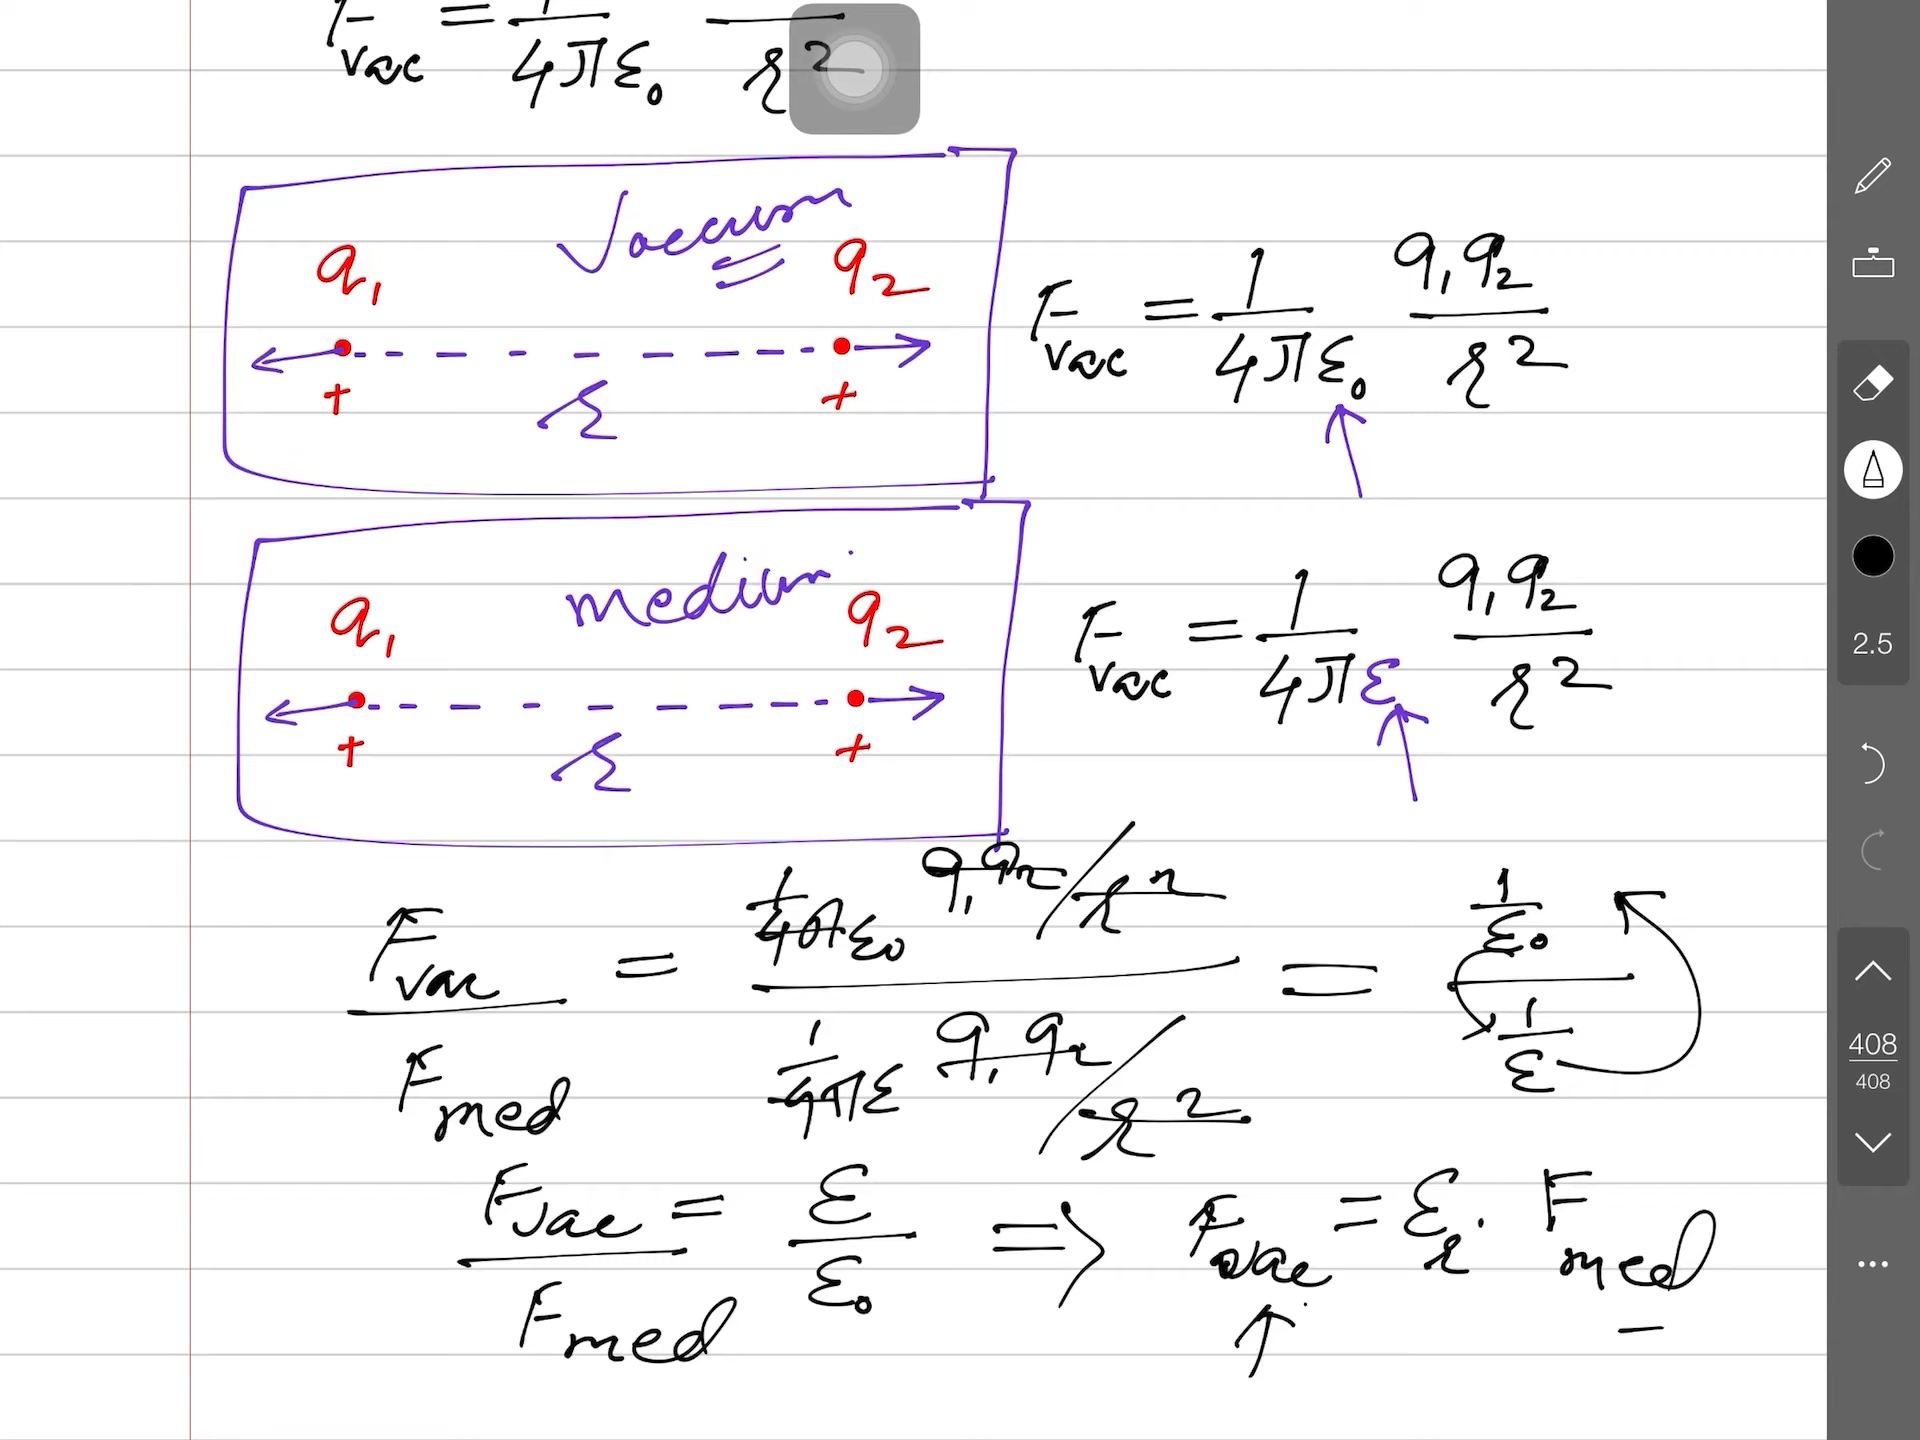 F_vac = 1/4πε₀ r²
Vaccum
q₁ q₂
+ r +
F_vac = 1/4πε₀ q₁q₂/r²
medium
q₁ q₂
+ r +
F_vac = 1/4πε q₁q₂/r²
F_vac/F_med = (1/4πε₀ q₁q₂/r²)/(1/4πε q₁q₂/r²) = (1/ε₀)/(1/ε)
F_vac/F_med = ε/ε₀ ⇒ F_vac = ε_r . F_med
2.5
408
408